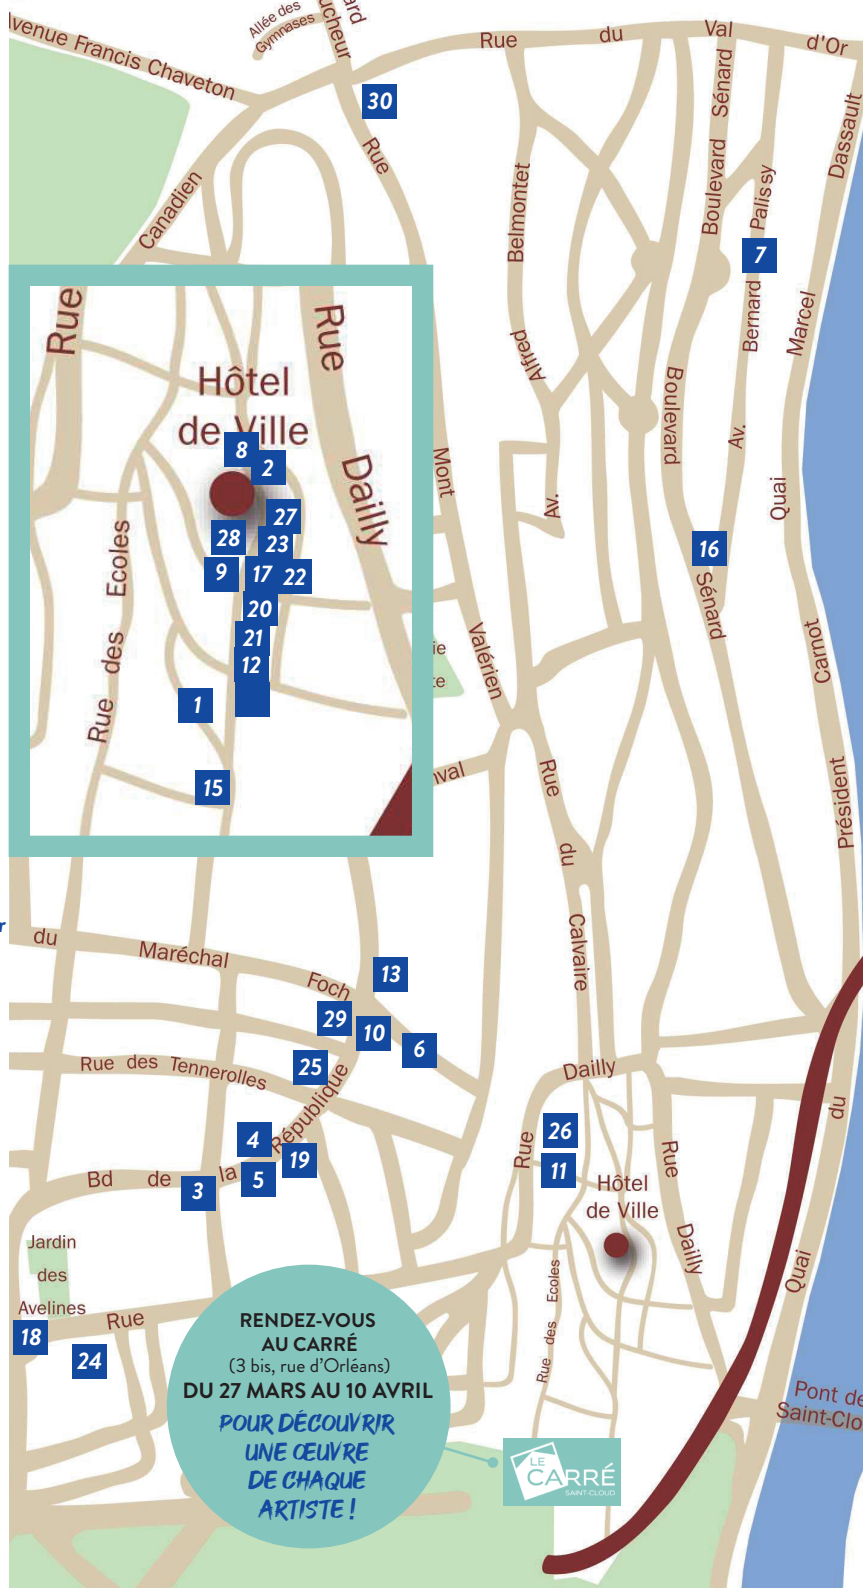 Allée des
Gymnases
Avenue Francis Chaveton
Rue du Val d'Or
30
Rue
Canadien
Belmontet
Alfred
Av.
Boulevard Sénard
Palissy
7
Bernard
Av.
Dassault
Marcel
Quai
Carnot
Président
du
Quai
Boulevard
16
Sénard
Rue
Rue
Hôtel
de Ville
8
2
Dailly
27
28
23
9
17
22
20
21
12
1
15
Rue des Ecoles
Mont
Valérien
Rue
du
Calvaire
du Maréchal Foch
13
29
10
6
25
Rue des Tennerolles
République
4
19
5
3
Bd de la
Dailly
Rue
26
11
Hôtel
de Ville
Rue
Dailly
Rue des Ecoles
Jardin
des
Avelines
Rue
18
24
RENDEZ-VOUS
AU CARRÉ
(3 bis, rue d'Orléans)
DU 27 MARS AU 10 AVRIL
POUR DÉCOUVRIR
UNE ŒUVRE
DE CHAQUE
ARTISTE !
LE
CARRÉ
SAINT-CLOUD
Pont de
Saint-Clo